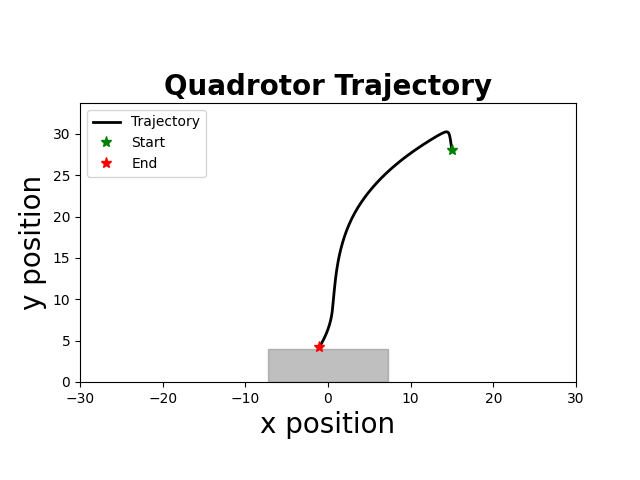 Quadrotor Trajectory
Trajectory
Start
End
y position
30
25
20
15
10
5
0
−30
−20
−10
0
10
20
30
x position